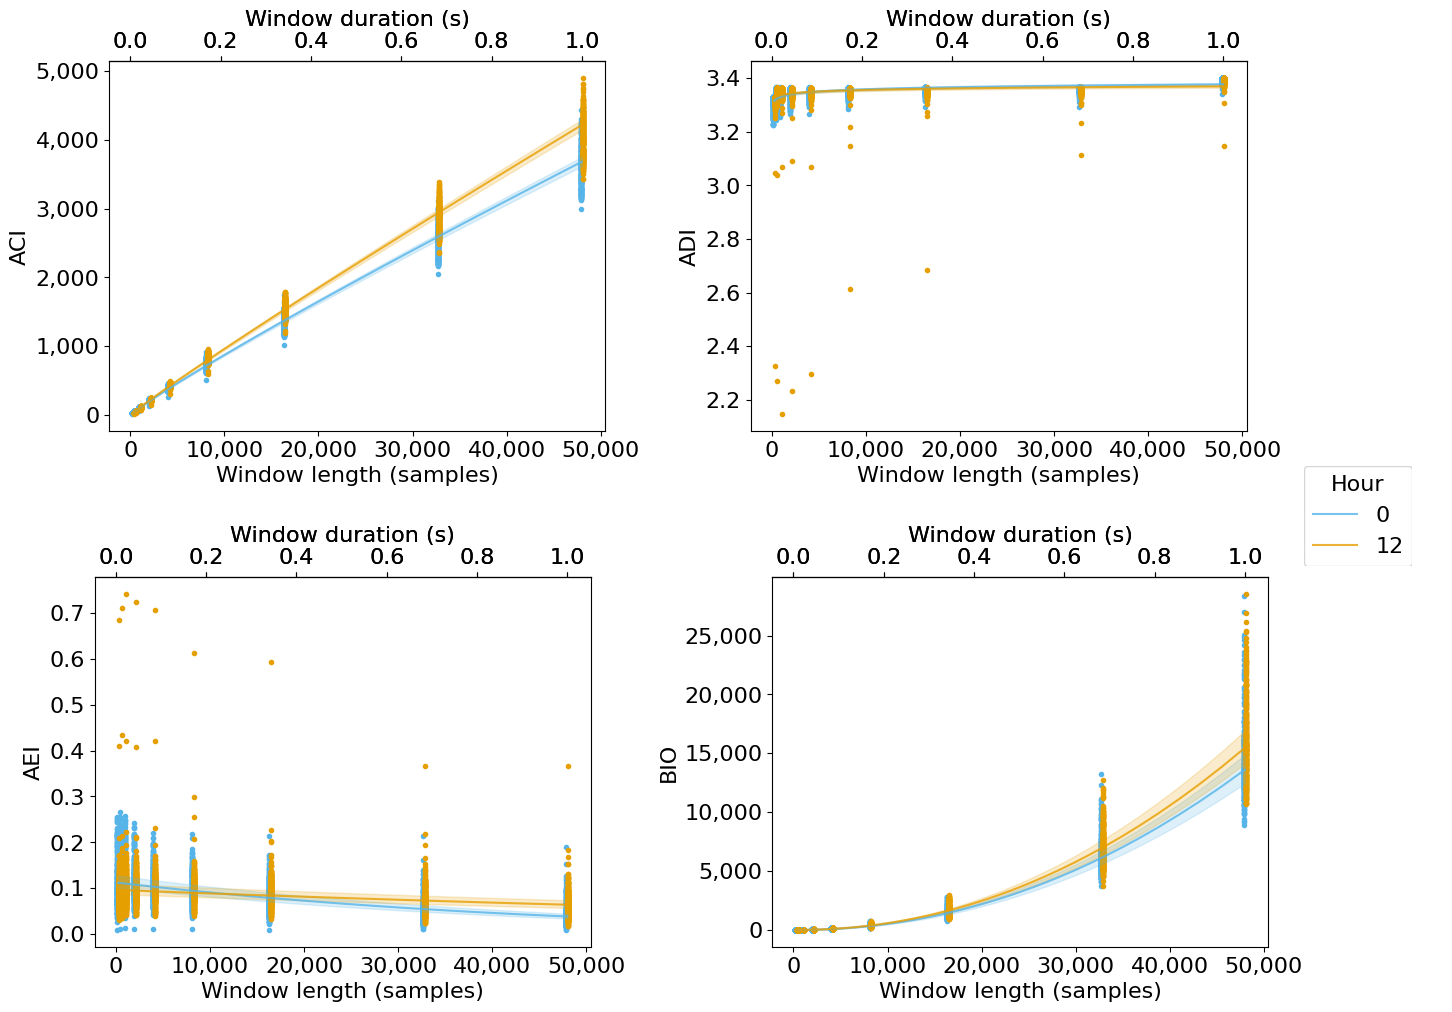 Window duration (s)
0.0 0.2 0.4 0.6 0.8 1.0
5,000
4,000
3,000
2,000
1,000
0
ACI
0 10,000 20,000 30,000 40,000 50,000
Window length (samples)
Window duration (s)
0.0 0.2 0.4 0.6 0.8 1.0
3.4
3.2
3.0
2.8
2.6
2.4
2.2
ADI
0 10,000 20,000 30,000 40,000 50,000
Window length (samples)
Hour
0
12
Window duration (s)
0.0 0.2 0.4 0.6 0.8 1.0
0.7
0.6
0.5
0.4
0.3
0.2
0.1
0.0
AEI
0 10,000 20,000 30,000 40,000 50,000
Window length (samples)
Window duration (s)
0.0 0.2 0.4 0.6 0.8 1.0
25,000
20,000
15,000
10,000
5,000
0
BIO
0 10,000 20,000 30,000 40,000 50,000
Window length (samples)